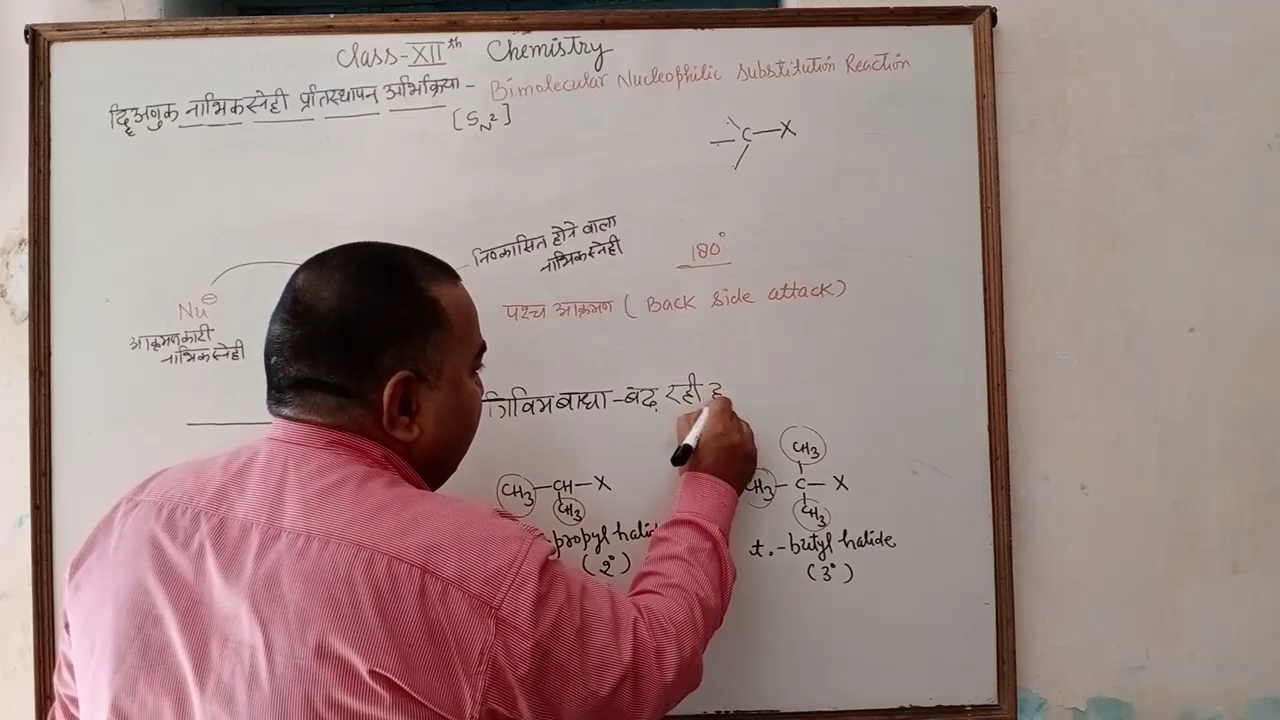 Class-XIIth Chemistry
द्विअणुक नाभिकस्नेही प्रतिस्थापन अभिक्रिया - Bimolecular Nucleophilic Substitution Reaction
[SN2]
C—X
निष्कासित होने वाला
नाभिकस्नेही
180°
Nu⊖
आक्रमणकारी
नाभिकस्नेही
पश्च आक्रमण (Back side attack)
त्रिविम बाधा - बढ़ रही ह
CH3—CH—X
CH3
propyl halid
(2°)
CH3
CH3—C—X
CH3
t.-butyl halide
(3°)